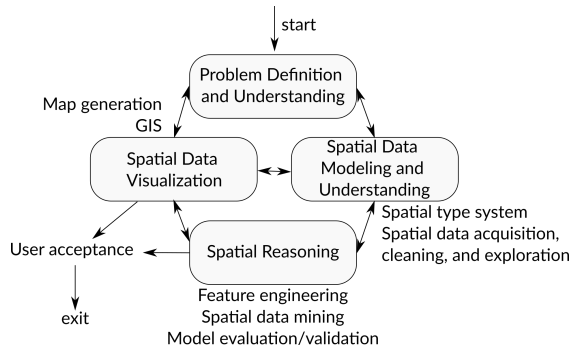 start
Problem Definition
and Understanding
Map generation
GIS
Spatial Data
Visualization
Spatial Data
Modeling and
Understanding
Spatial type system
Spatial data acquisition,
cleaning, and exploration
User acceptance
Spatial Reasoning
Feature engineering
Spatial data mining
Model evaluation/validation
exit